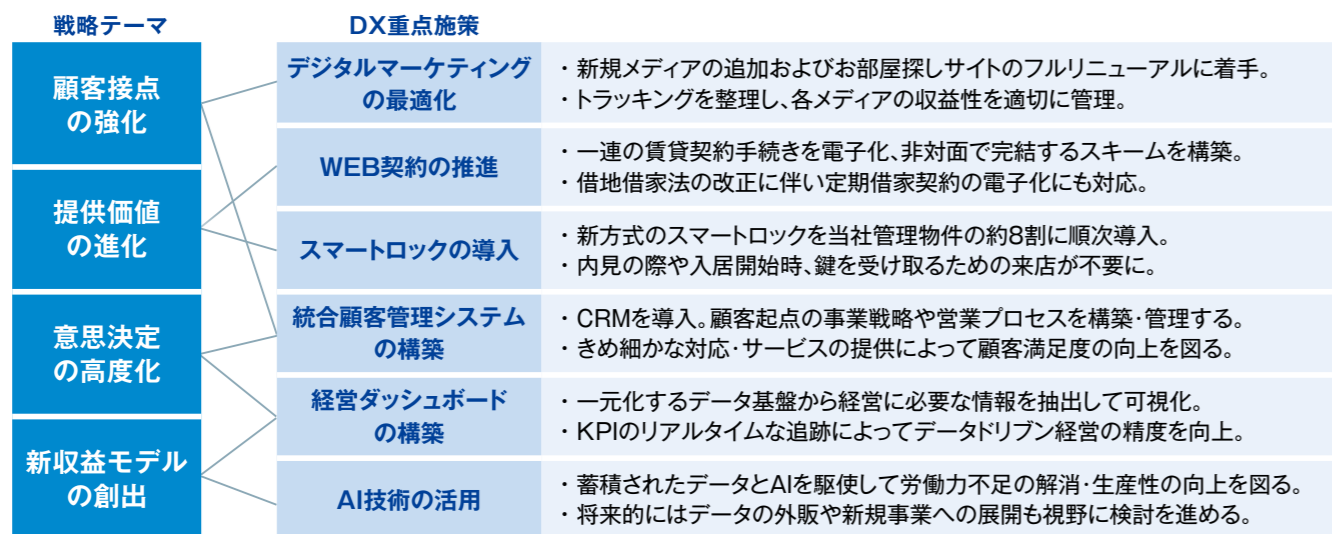 戦略テーマ
DX重点施策
顧客接点
の強化
提供価値
の進化
意思決定
の高度化
新収益モデル
の創出
デジタルマーケティング
の最適化
・新規メディアの追加およびお部屋探しサイトのフルリニューアルに着手。
・トラッキングを整理し、各メディアの収益性を適切に管理。
WEB契約の推進
・一連の賃貸契約手続きを電子化、非対面で完結するスキームを構築。
・借地借家法の改正に伴い定期借家契約の電子化にも対応。
スマートロックの導入
・新方式のスマートロックを当社管理物件の約8割に順次導入。
・内見の際や入居開始時、鍵を受け取るための来店が不要に。
統合顧客管理システム
の構築
・CRMを導入。顧客起点の事業戦略や営業プロセスを構築・管理する。
・きめ細かな対応・サービスの提供によって顧客満足度の向上を図る。
経営ダッシュボード
の構築
・一元化するデータ基盤から経営に必要な情報を抽出して可視化。
・KPIのリアルタイムな追跡によってデータドリブン経営の精度を向上。
AI技術の活用
・蓄積されたデータとAIを駆使して労働力不足の解消・生産性の向上を図る。
・将来的にはデータの外販や新規事業への展開も視野に検討を進める。